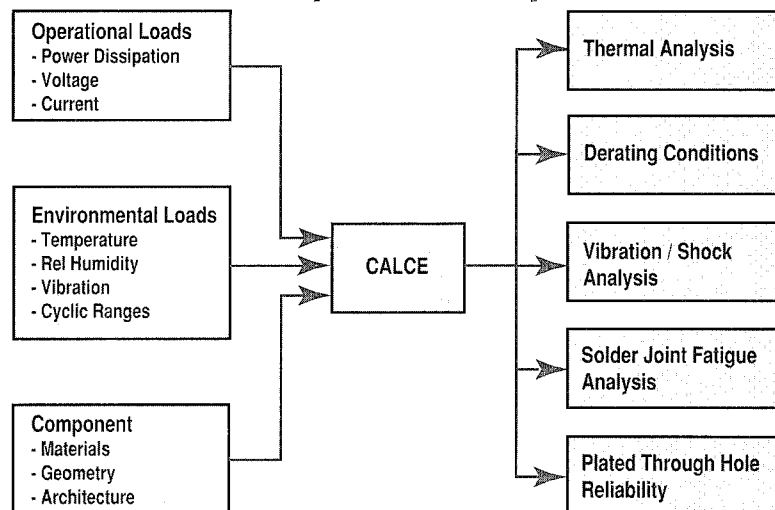 Operational Loads
- Power Dissipation
- Voltage
- Current
Environmental Loads
- Temperature
- Rel Humidity
- Vibration
- Cyclic Ranges
Component
- Materials
- Geometry
- Architecture
CALCE
Thermal Analysis
Derating Conditions
Vibration / Shock
Analysis
Solder Joint Fatigue
Analysis
Plated Through Hole
Reliability